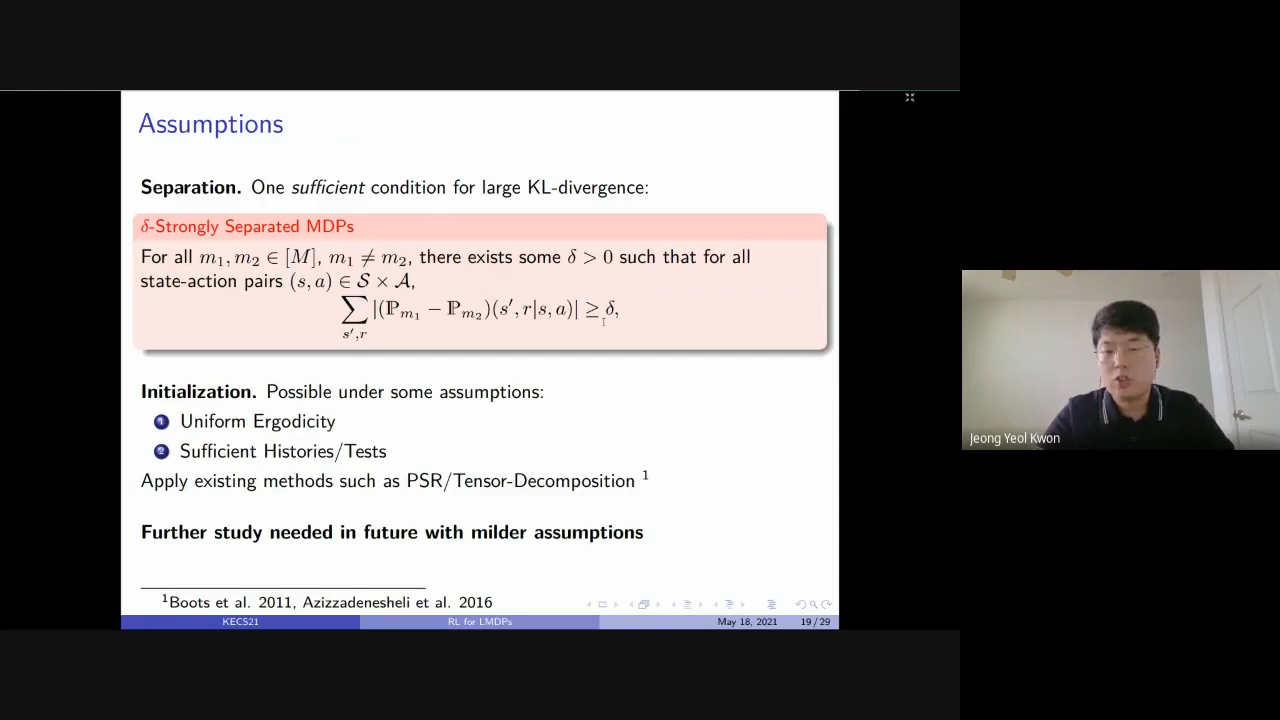 Assumptions
Separation. One sufficient condition for large KL-divergence:
δ-Strongly Separated MDPs
For all m₁, m₂ ∈ [M], m₁ ≠ m₂, there exists some δ > 0 such that for all
state-action pairs (s, a) ∈ 𝒮 × 𝒜,
∑_{s′,r} |(ℙ_{m₁} − ℙ_{m₂})(s′, r|s, a)| ≥ δ,
Initialization. Possible under some assumptions:
1 Uniform Ergodicity
2 Sufficient Histories/Tests
Apply existing methods such as PSR/Tensor-Decomposition ¹
Further study needed in future with milder assumptions
¹Boots et al. 2011, Azizzadenesheli et al. 2016
KECS21 RL for LMDPs May 18, 2021 19 / 29
Jeong Yeol Kwon